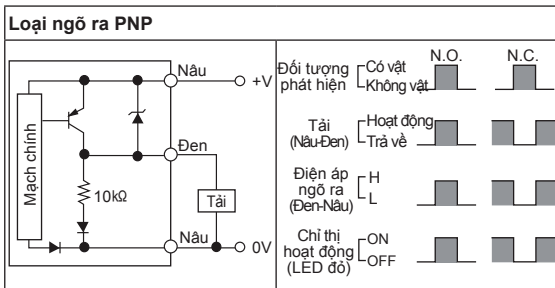 Loại ngõ ra PNP
Nâu
+V
Đen
Mạch chính
10kΩ
Tải
Nâu
0V
N.O.
N.C.
Đối tượng
phát hiện
Có vật
Không vật
Tải
(Nâu-Đen)
Hoạt động
Trả về
Điện áp
ngõ ra
(Đen-Nâu)
H
L
Chỉ thị
hoạt động
(LED đỏ)
ON
OFF